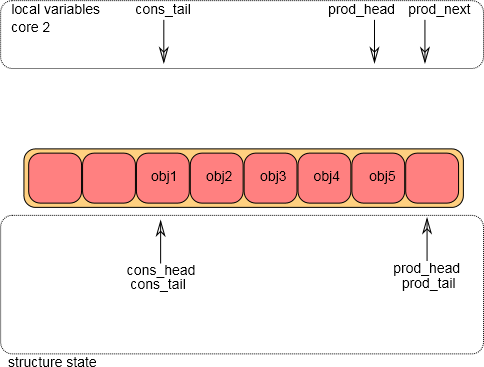 local variables
core 2
cons_tail
prod_head
prod_next
obj1
obj2
obj3
obj4
obj5
cons_head
cons_tail
prod_head
prod_tail
structure state